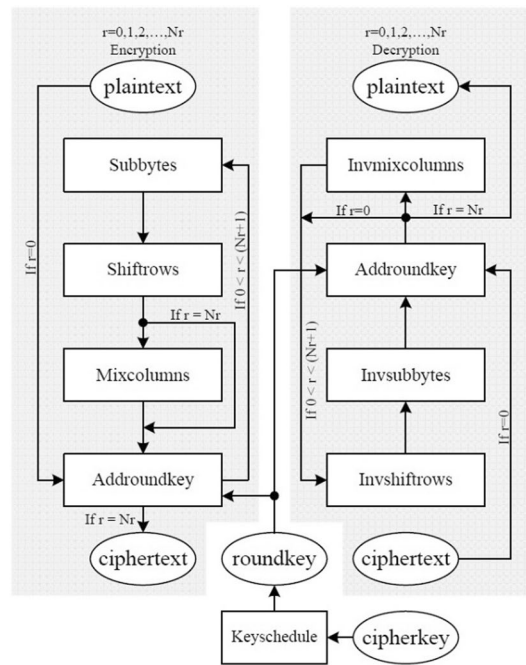 r=0,1,2,...,Nr
Encryption
plaintext
Subbytes
Shiftrows
If r = Nr
Mixcolumns
Addroundkey
If r = Nr
ciphertext
If r=0
If 0 < r < (Nr+1)
r=0,1,2,...,Nr
Decryption
plaintext
Invmixcolumns
If r=0
If r = Nr
Addroundkey
Invsubbytes
Invshiftrows
If 0 < r < (Nr+1)
If r=0
ciphertext
roundkey
Keyschedule
cipherkey